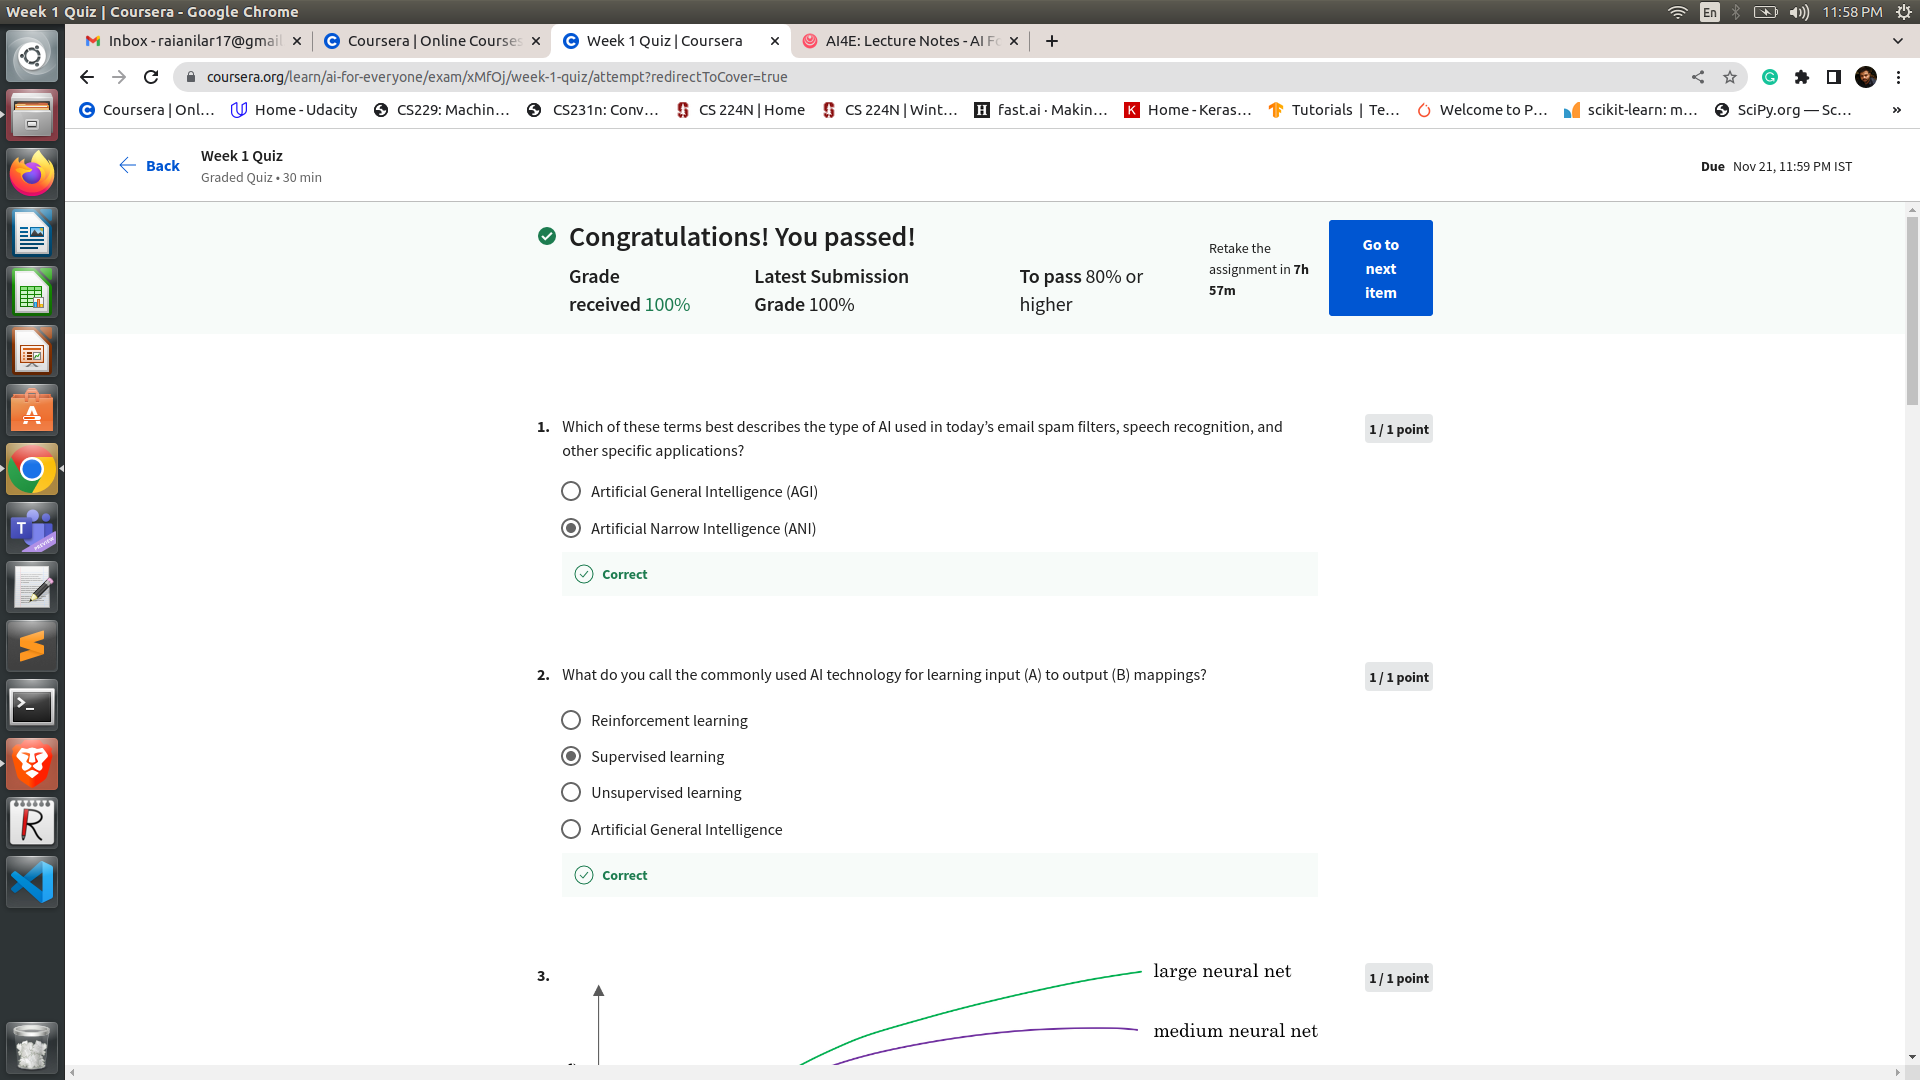 Week 1 Quiz | Coursera - Google Chrome
En
11:58 PM
Inbox - raianilar17@gmail
Coursera | Online Courses
Week 1 Quiz | Coursera
AI4E: Lecture Notes - AI Fo
coursera.org/learn/ai-for-everyone/exam/xMfOj/week-1-quiz/attempt?redirectToCover=true
Coursera | Onl...
Home - Udacity
CS229: Machin...
CS231n: Conv...
CS 224N | Home
CS 224N | Wint...
fast.ai · Makin...
Home - Keras...
Tutorials | Te...
Welcome to P...
scikit-learn: m...
SciPy.org — Sc...
»
Back
Week 1 Quiz
Graded Quiz • 30 min
Due Nov 21, 11:59 PM IST
Congratulations! You passed!
Grade received 100%
Latest Submission Grade 100%
To pass 80% or higher
Retake the assignment in 7h 57m
Go to next item
1. Which of these terms best describes the type of AI used in today’s email spam filters, speech recognition, and
other specific applications?
1 / 1 point
Artificial General Intelligence (AGI)
Artificial Narrow Intelligence (ANI)
Correct
2. What do you call the commonly used AI technology for learning input (A) to output (B) mappings?
1 / 1 point
Reinforcement learning
Supervised learning
Unsupervised learning
Artificial General Intelligence
Correct
3.
large neural net
1 / 1 point
medium neural net